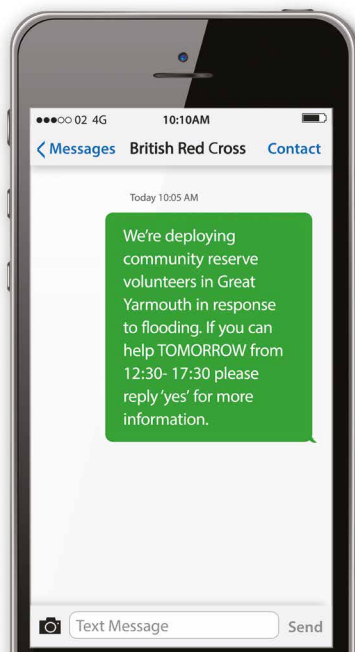 02 4G 10:10AM
Messages British Red Cross Contact
Today 10:05 AM
We're deploying
community reserve
volunteers in Great
Yarmouth in response
to flooding. If you can
help TOMORROW from
12:30- 17:30 please
reply 'yes' for more
information.
Text Message Send